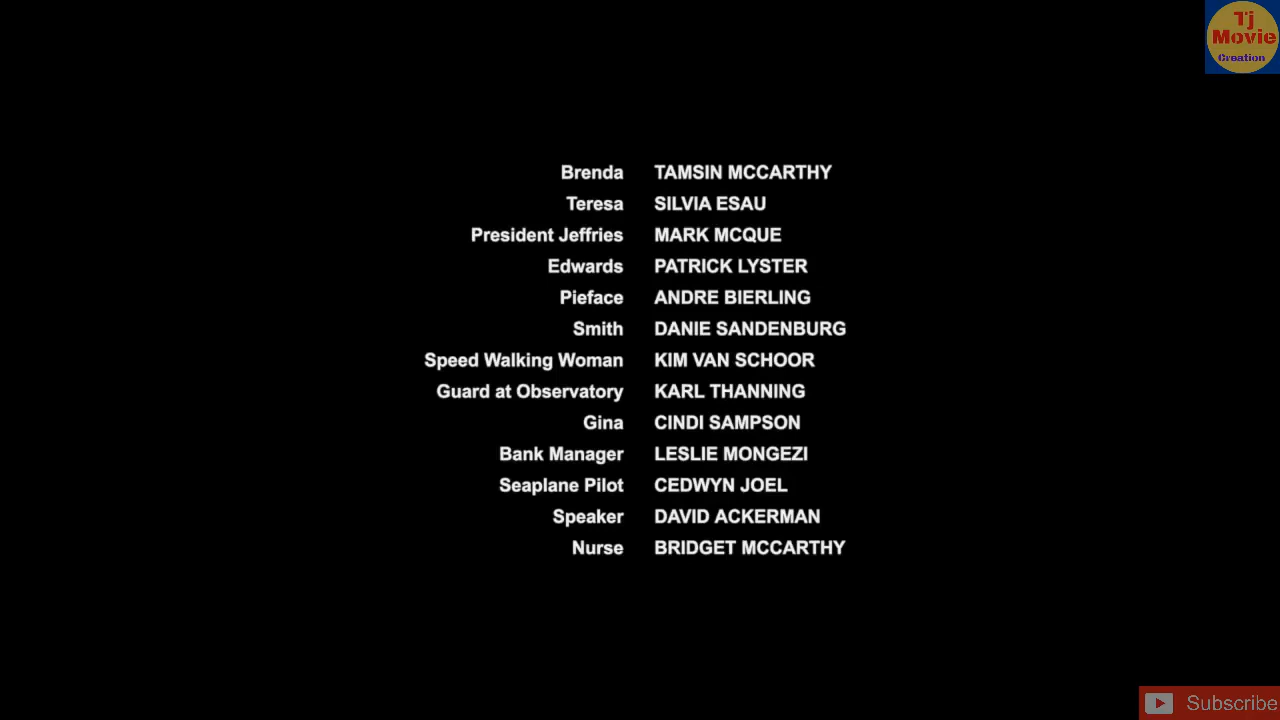 Tj
Movie
Creation
Brenda TAMSIN MCCARTHY
Teresa SILVIA ESAU
President Jeffries MARK MCQUE
Edwards PATRICK LYSTER
Pieface ANDRE BIERLING
Smith DANIE SANDENBURG
Speed Walking Woman KIM VAN SCHOOR
Guard at Observatory KARL THANNING
Gina CINDI SAMPSON
Bank Manager LESLIE MONGEZI
Seaplane Pilot CEDWYN JOEL
Speaker DAVID ACKERMAN
Nurse BRIDGET MCCARTHY
Subscribe